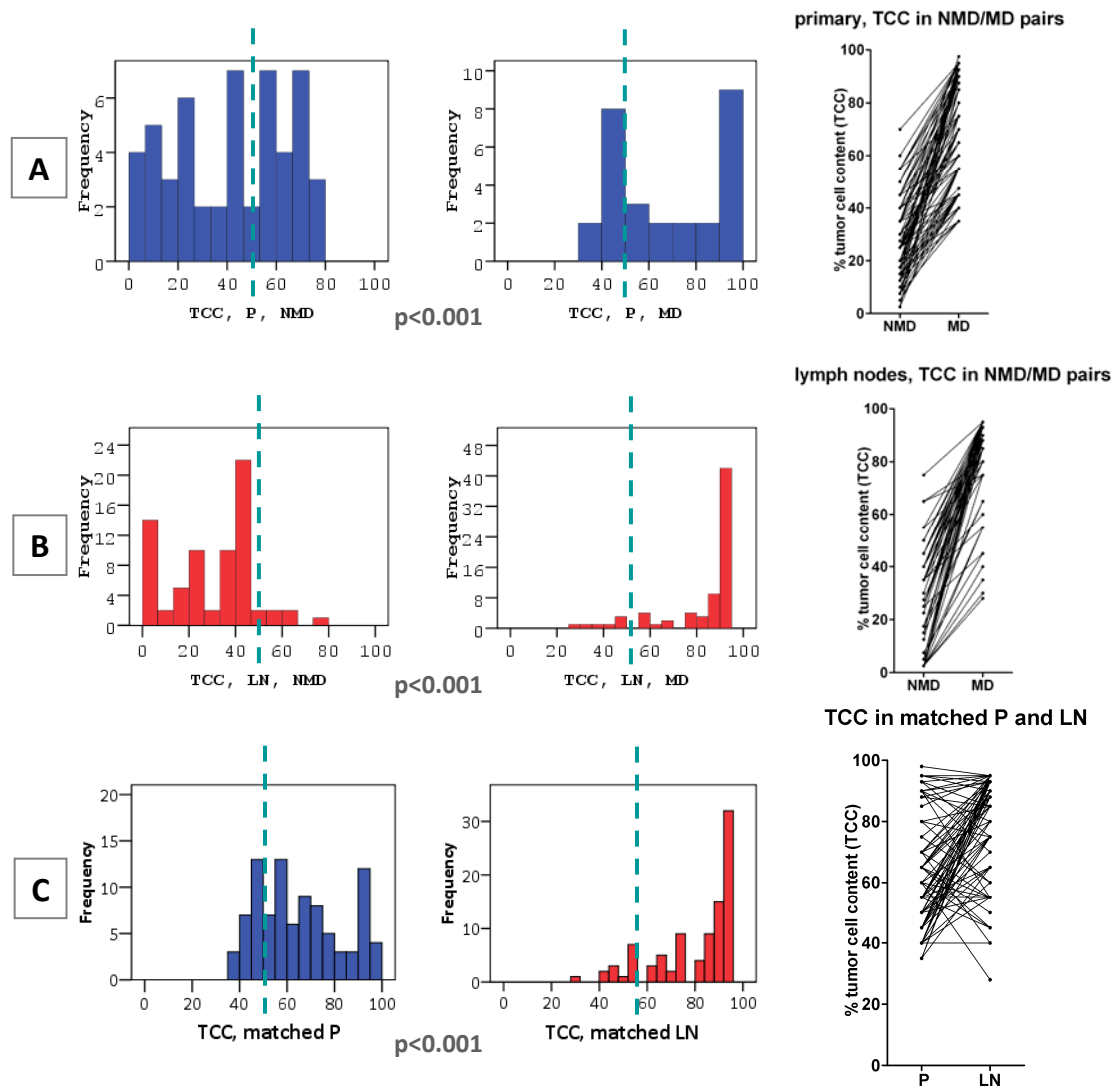 A
Frequency
6
4
2
0
0 20 40 60 80 100
TCC, P, NMD
Frequency
10
8
6
4
2
0
0 20 40 60 80 100
TCC, P, MD
p<0.001
primary, TCC in NMD/MD pairs
% tumor cell content (TCC)
100
80
60
40
20
0
NMD MD
B
Frequency
24
20
16
12
8
4
0
0 20 40 60 80 100
TCC, LN, NMD
Frequency
48
40
32
24
16
8
0
0 20 40 60 80 100
TCC, LN, MD
p<0.001
lymph nodes, TCC in NMD/MD pairs
% tumor cell content (TCC)
100
80
60
40
20
0
NMD MD
C
Frequency
20
15
10
5
0
0 20 40 60 80 100
TCC, matched P
Frequency
30
20
10
0
0 20 40 60 80 100
TCC, matched LN
p<0.001
TCC in matched P and LN
% tumor cell content (TCC)
100
80
60
40
20
0
P LN